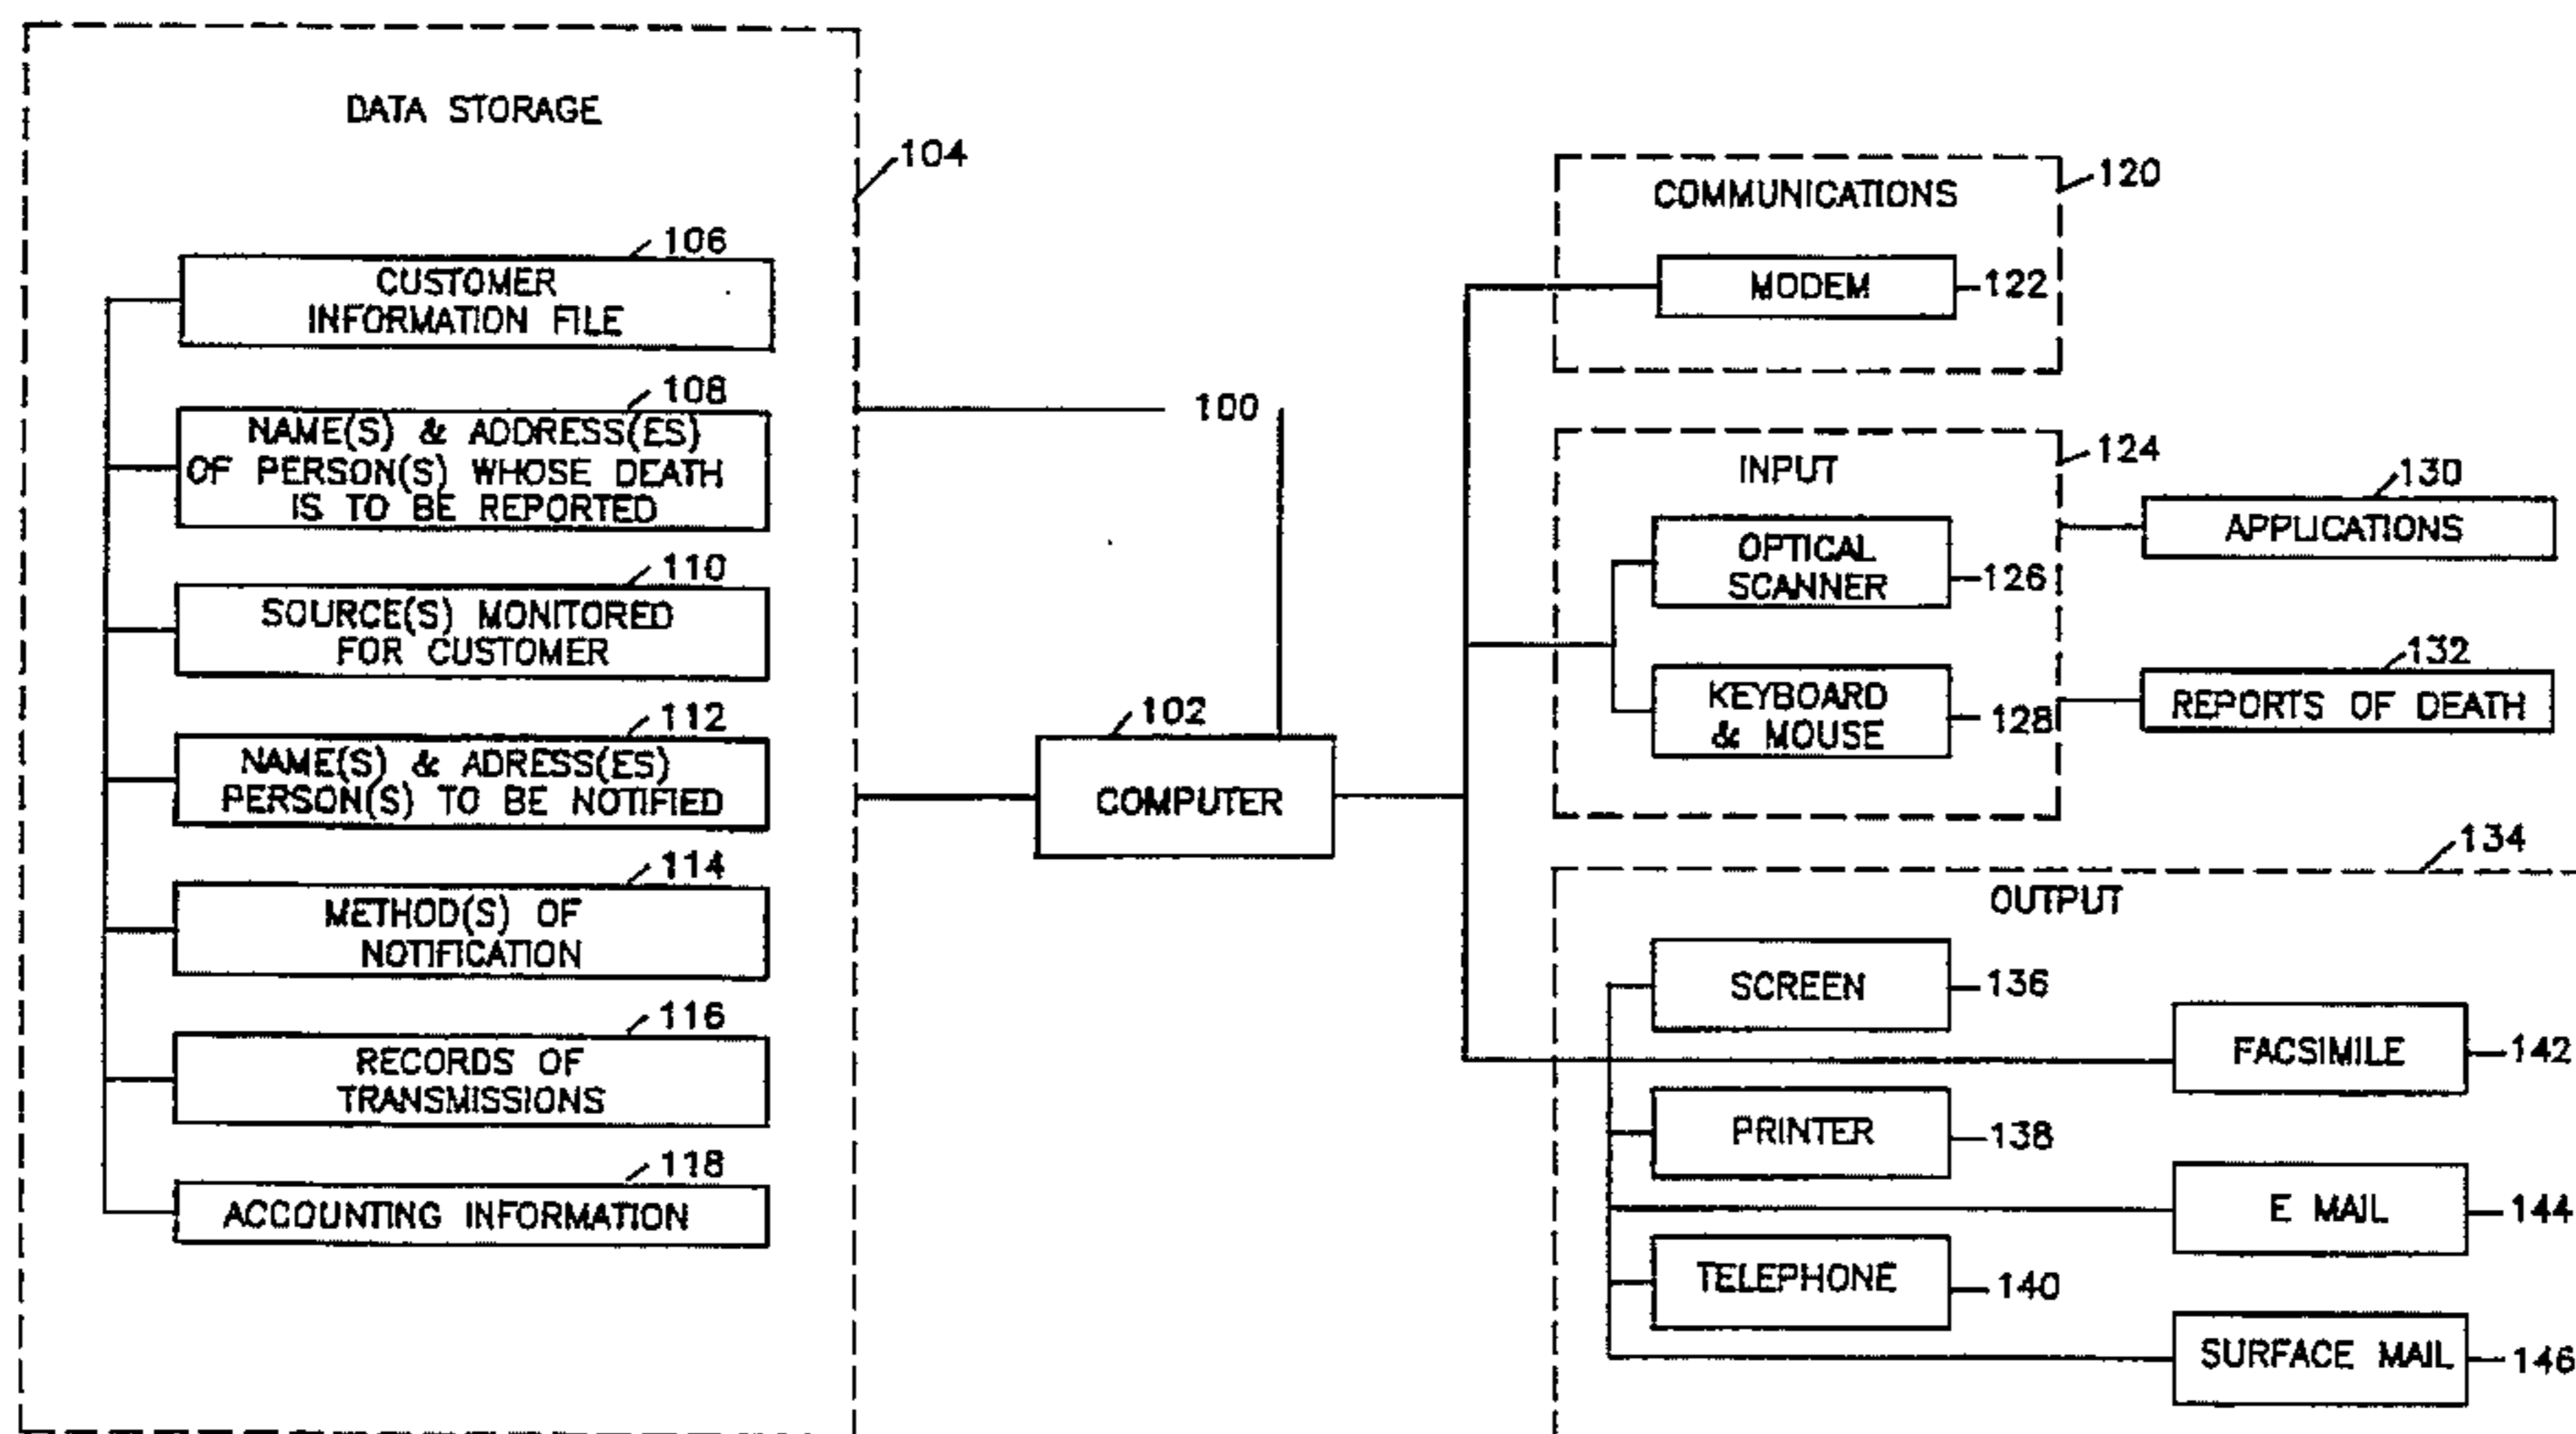 DATA STORAGE
104
106
CUSTOMER
INFORMATION FILE
108
NAME(S) & ADDRESS(ES)
OF PERSON(S) WHOSE DEATH
IS TO BE REPORTED
110
SOURCE(S) MONITORED
FOR CUSTOMER
112
NAME(S) & ADRESS(ES)
PERSON(S) TO BE NOTIFIED
114
METHOD(S) OF
NOTIFICATION
116
RECORDS OF
TRANSMISSIONS
118
ACCOUNTING INFORMATION
100
102
COMPUTER
120
COMMUNICATIONS
MODEM
122
124
INPUT
OPTICAL
SCANNER
126
KEYBOARD
& MOUSE
128
130
APPLICATIONS
132
REPORTS OF DEATH
134
OUTPUT
SCREEN
136
PRINTER
138
TELEPHONE
140
FACSIMILE
142
E MAIL
144
SURFACE MAIL
146